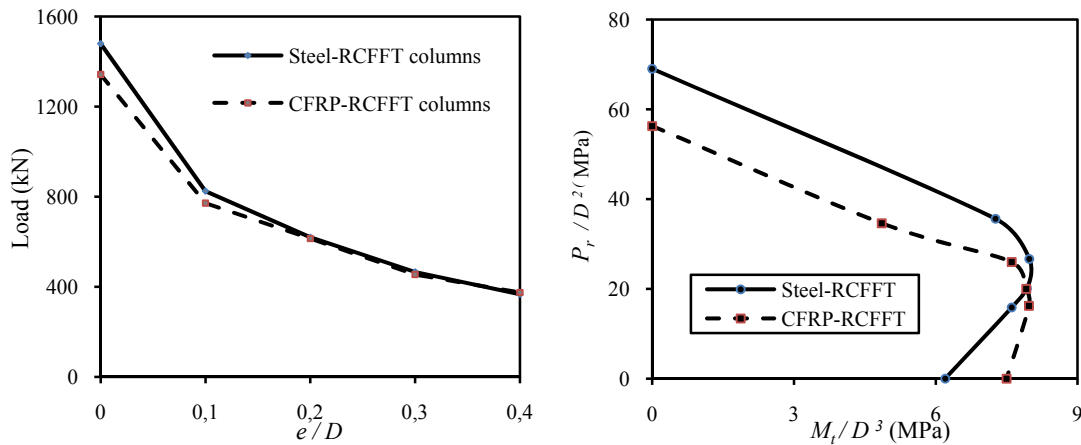 1600
1200
800
400
0
Load (kN)
Steel-RCFFT columns
CFRP-RCFFT columns
0 0,1 0,2 0,3 0,4
e/D
80
60
40
20
0
P_r/D²(MPa)
Steel-RCFFT
CFRP-RCFFT
0 3 6 9
M_t/D³ (MPa)